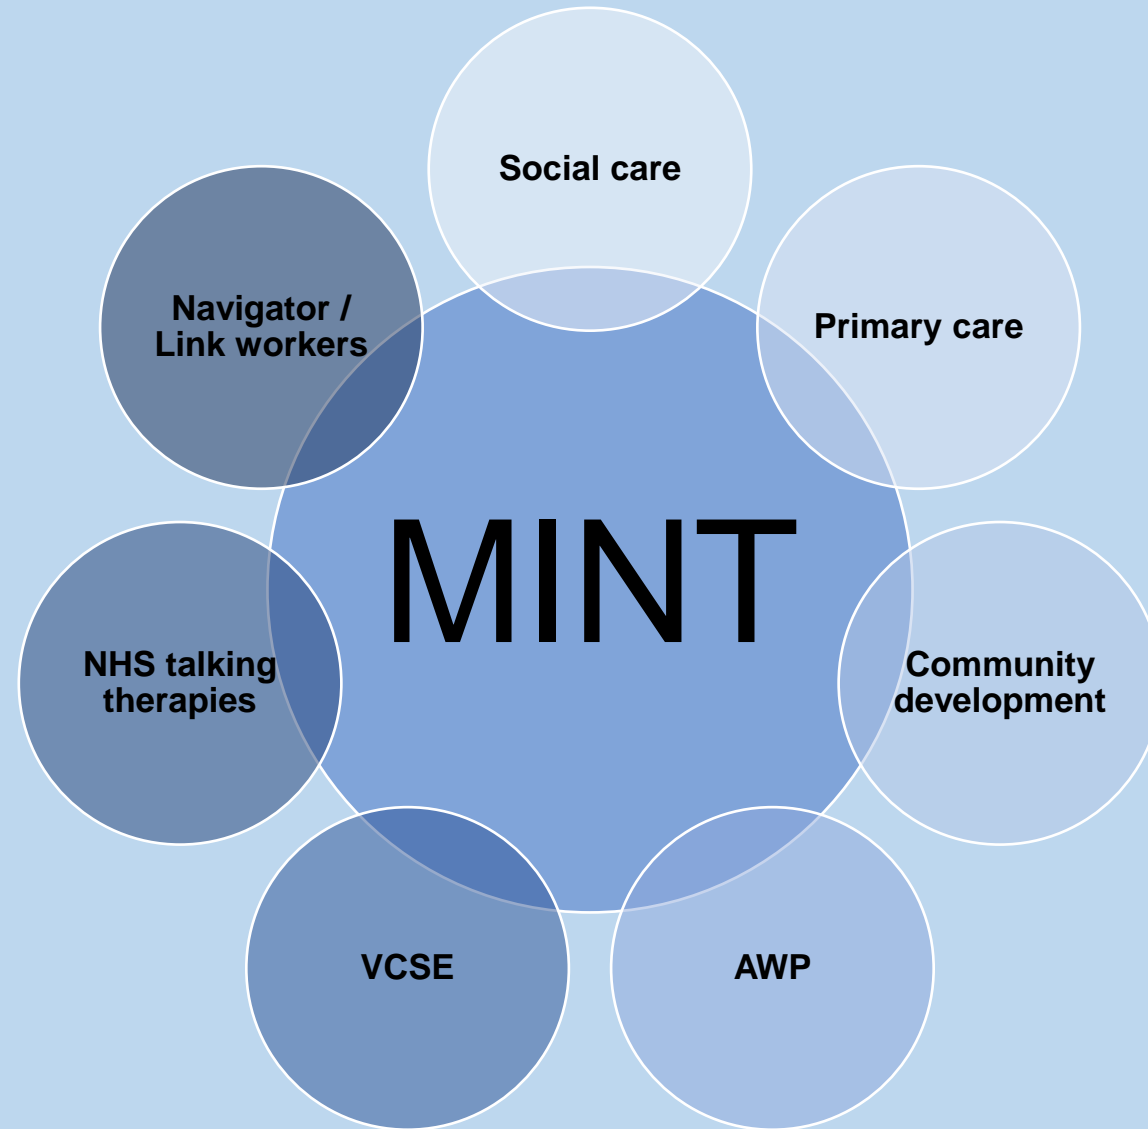 Social care
Primary care
Community
development
AWP
VCSE
NHS talking
therapies
Navigator /
Link workers
MINT